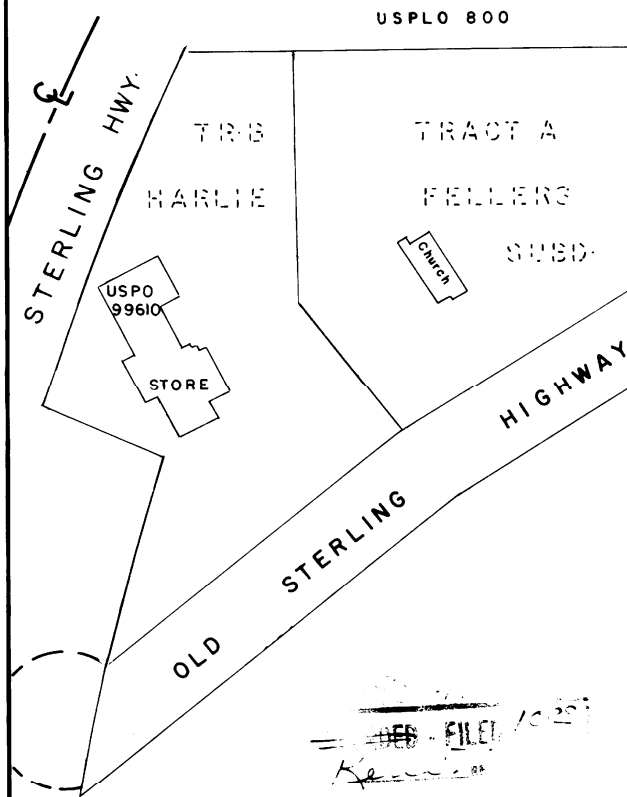 USPLO 800
STERLING HWY.
TR·B
HARLIE
TRACT A
FELLERS
SUBD·
Church
USPO
99610
STORE
OLD STERLING HIGHWAY
FILED